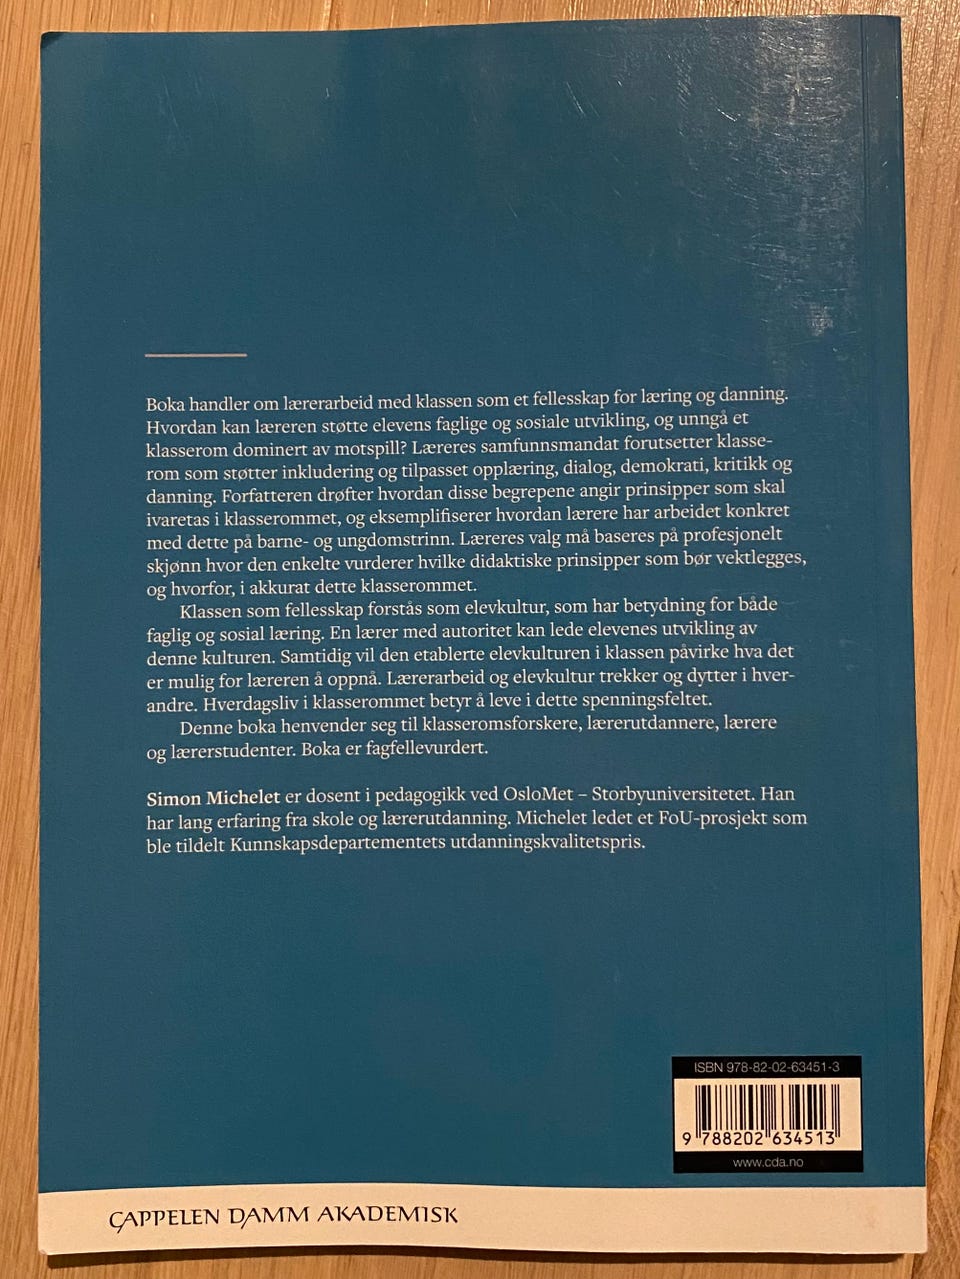 Boka handler om lærerarbeid med klassen som et fellesskap for læring og danning.
Hvordan kan læreren støtte elevens faglige og sosiale utvikling, og unngå et
klasserom dominert av motspill? Læreres samfunnsmandat forutsetter klasse-
rom som støtter inkludering og tilpasset opplæring, dialog, demokrati, kritikk og
danning. Forfatteren drøfter hvordan disse begrepene angir prinsipper som skal
ivaretas i klasserommet, og eksemplifiserer hvordan lærere har arbeidet konkret
med dette på barne- og ungdomstrinn. Læreres valg må baseres på profesjonelt
skjønn hvor den enkelte vurderer hvilke didaktiske prinsipper som bør vektlegges,
og hvorfor, i akkurat dette klasserommet.
Klassen som fellesskap forstås som elevkultur, som har betydning for både
faglig og sosial læring. En lærer med autoritet kan lede elevenes utvikling av
denne kulturen. Samtidig vil den etablerte elevkulturen i klassen påvirke hva det
er mulig for læreren å oppnå. Lærerarbeid og elevkultur trekker og dytter i hver-
andre. Hverdagsliv i klasserommet betyr å leve i dette spenningsfeltet.
Denne boka henvender seg til klasseromsforskere, lærerutdannere, lærere
og lærerstudenter. Boka er fagfellevurdert.
Simon Michelet er dosent i pedagogikk ved OsloMet – Storbyuniversitetet. Han
har lang erfaring fra skole og lærerutdanning. Michelet ledet et FoU-prosjekt som
ble tildelt Kunnskapsdepartementets utdanningskvalitetspris.
ISBN 978-82-02-63451-3
9 788202 634513
www.cda.no
CAPPELEN DAMM AKADEMISK